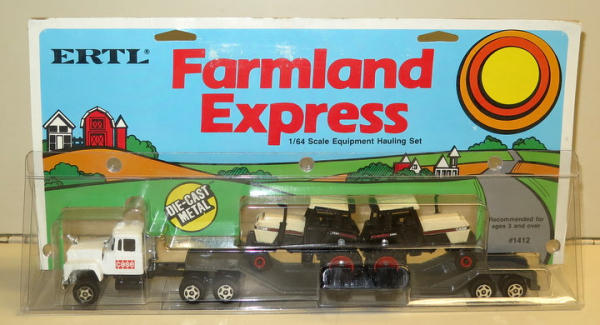 ERTL®
Farmland
Express
1/64 Scale Equipment Hauling Set
DIE-CAST
METAL
Recommended for
ages 3 and over
#1412
case